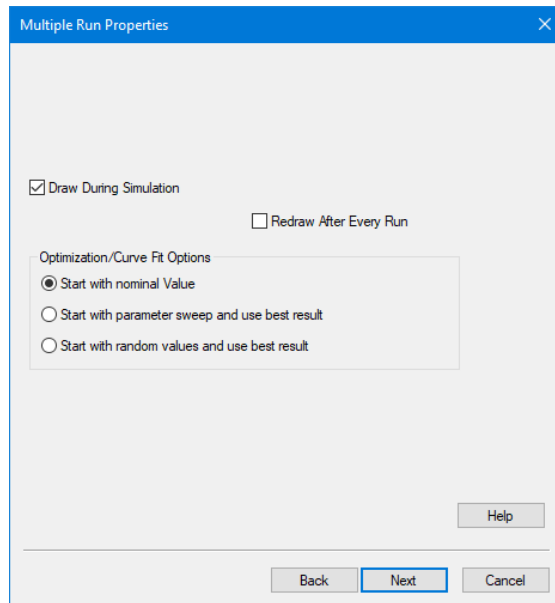 Multiple Run Properties
Draw During Simulation
Redraw After Every Run
Optimization/Curve Fit Options
Start with nominal Value
Start with parameter sweep and use best result
Start with random values and use best result
Help
Back Next Cancel